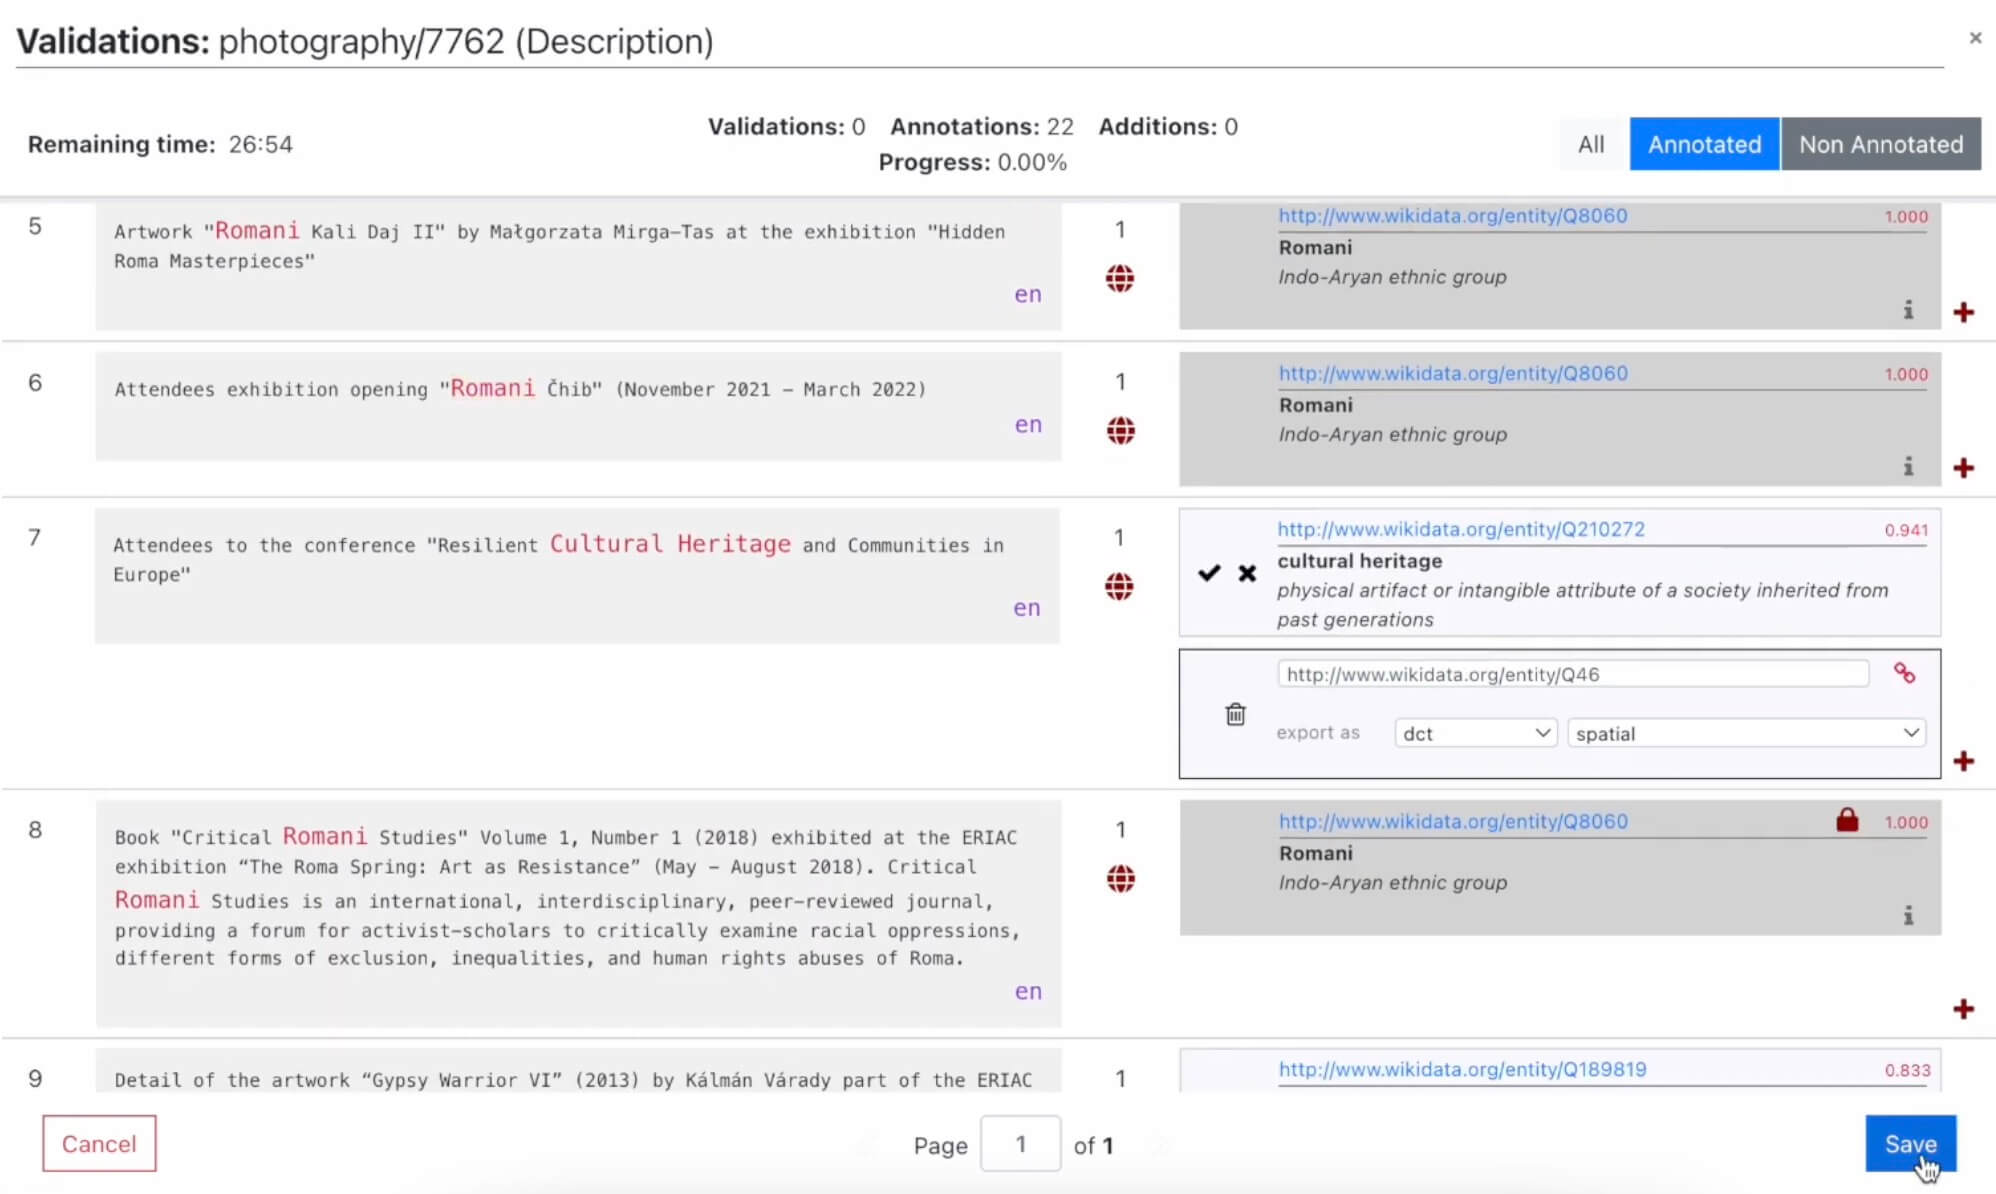 Validations: photography/7762 (Description)
×
Remaining time: 26:54
Validations: 0 Annotations: 22 Additions: 0
Progress: 0.00%
All Annotated Non Annotated
5
Artwork "Romani Kali Daj II" by Małgorzata Mirga-Tas at the exhibition "Hidden
Roma Masterpieces"
en
1
http://www.wikidata.org/entity/Q8060 1.000
Romani
Indo-Aryan ethnic group
6
Attendees exhibition opening "Romani Čhib" (November 2021 - March 2022)
en
1
http://www.wikidata.org/entity/Q8060 1.000
Romani
Indo-Aryan ethnic group
7
Attendees to the conference "Resilient Cultural Heritage and Communities in
Europe"
en
1
http://www.wikidata.org/entity/Q210272 0.941
cultural heritage
physical artifact or intangible attribute of a society inherited from
past generations
http://www.wikidata.org/entity/Q46
export as dct spatial
8
Book "Critical Romani Studies" Volume 1, Number 1 (2018) exhibited at the ERIAC
exhibition “The Roma Spring: Art as Resistance” (May - August 2018). Critical
Romani Studies is an international, interdisciplinary, peer-reviewed journal,
providing a forum for activist-scholars to critically examine racial oppressions,
different forms of exclusion, inequalities, and human rights abuses of Roma.
en
1
http://www.wikidata.org/entity/Q8060 1.000
Romani
Indo-Aryan ethnic group
9
Detail of the artwork “Gypsy Warrior VI” (2013) by Kálmán Várady part of the ERIAC
1
http://www.wikidata.org/entity/Q189819 0.833
Cancel
Page 1 of 1
Save